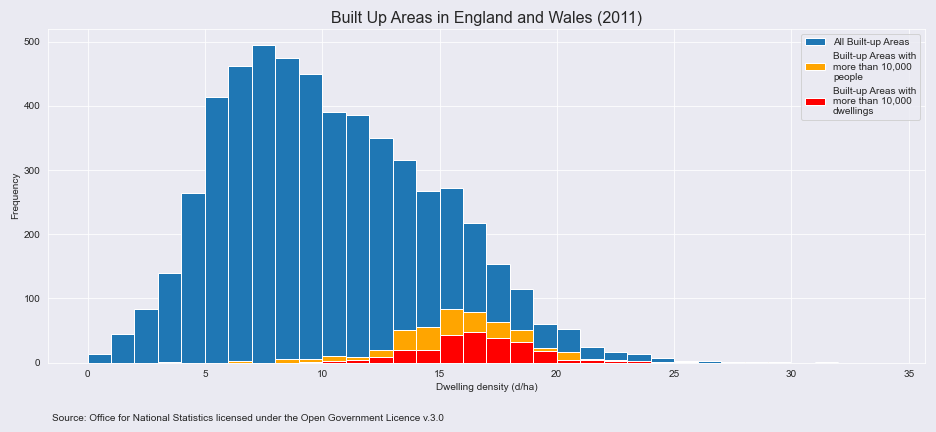 Built Up Areas in England and Wales (2011)
All Built-up Areas
Built-up Areas with
more than 10,000
people
Built-up Areas with
more than 10,000
dwellings
500
400
300
200
100
0
Frequency
0 5 10 15 20 25 30 35
Dwelling density (d/ha)
Source: Office for National Statistics licensed under the Open Government Licence v.3.0